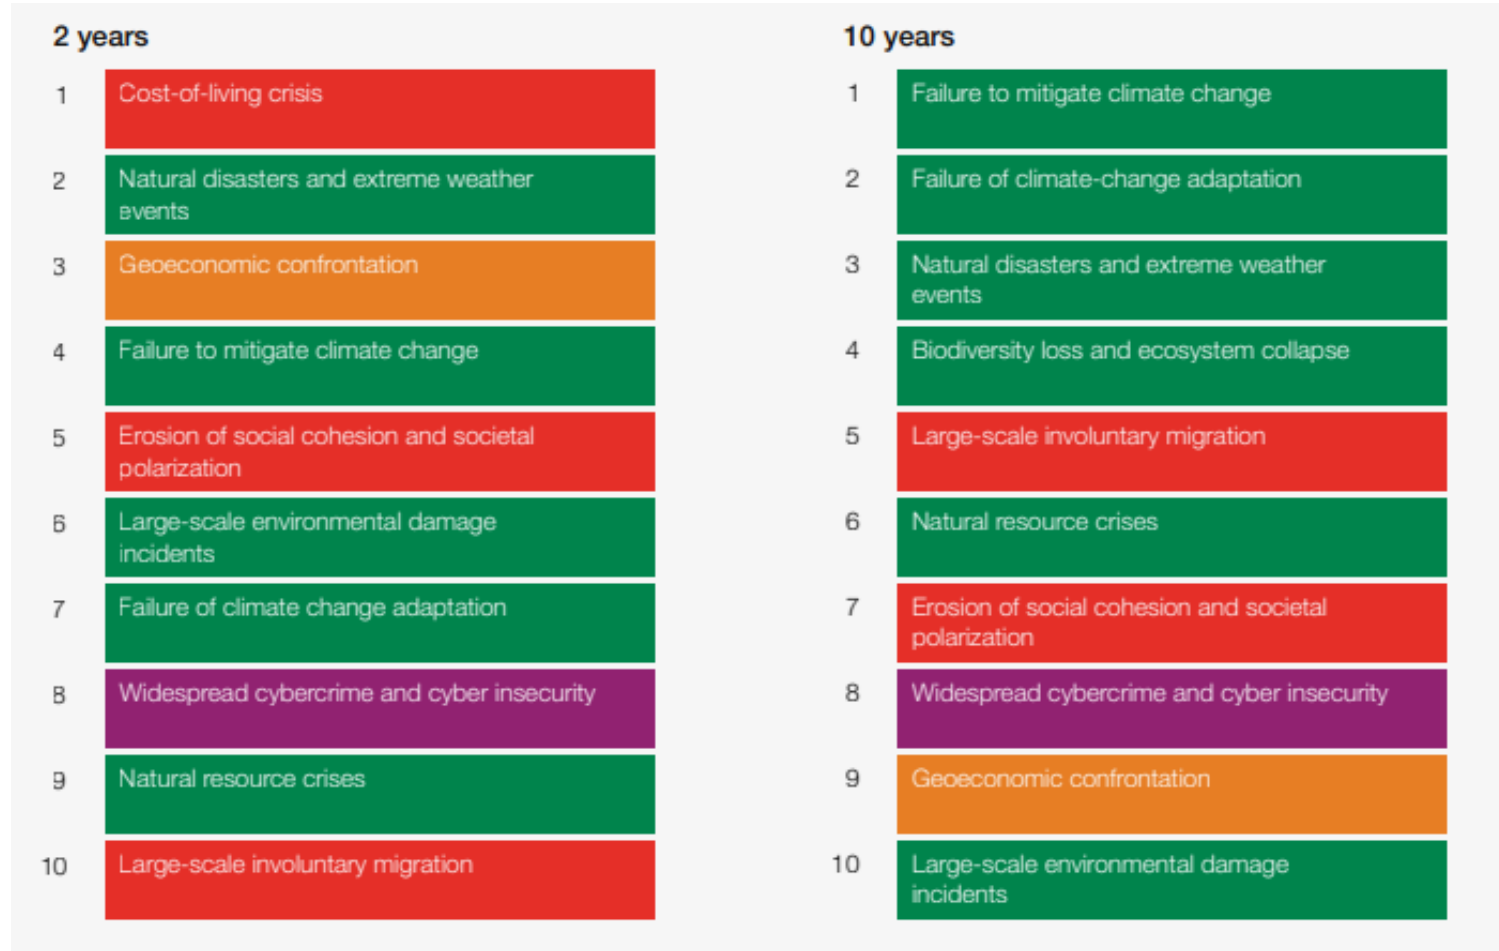 2 years
1
Cost-of-living crisis
2
Natural disasters and extreme weather
events
3
Geoeconomic confrontation
4
Failure to mitigate climate change
5
Erosion of social cohesion and societal
polarization
6
Large-scale environmental damage
incidents
7
Failure of climate change adaptation
8
Widespread cybercrime and cyber insecurity
9
Natural resource crises
10
Large-scale involuntary migration
10 years
1
Failure to mitigate climate change
2
Failure of climate-change adaptation
3
Natural disasters and extreme weather
events
4
Biodiversity loss and ecosystem collapse
5
Large-scale involuntary migration
6
Natural resource crises
7
Erosion of social cohesion and societal
polarization
8
Widespread cybercrime and cyber insecurity
9
Geoeconomic confrontation
10
Large-scale environmental damage
incidents